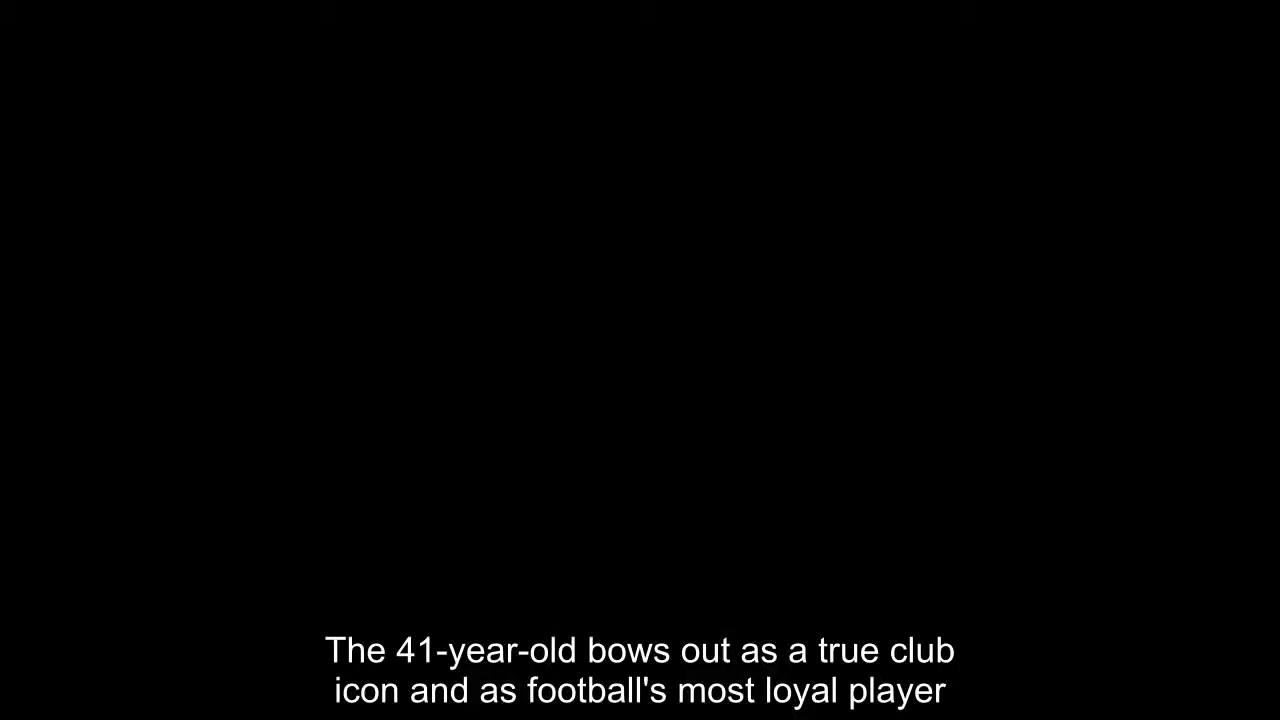 The 41-year-old bows out as a true club
icon and as football's most loyal player